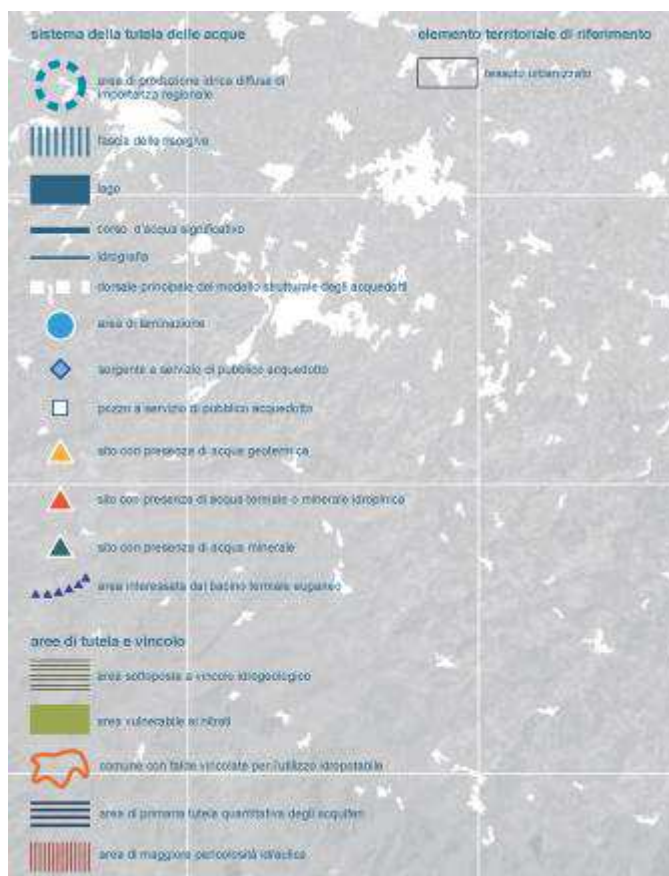 sistema della tutela delle acque
area di produzione idrica diffusa di
importanza regionale
fascia delle risorgive
lago
corso d'acqua significativo
idrografia
dorsale principale del modello strutturale degli acquedotti
area di laminazione
sorgente a servizio di pubblico acquedotto
pozzo a servizio di pubblico acquedotto
sito con presenza di acqua geotermica
sito con presenza di acqua termale o minerale idropinica
sito con presenza di acqua minerale
area interessata dal bacino termale euganeo
aree di tutela e vincolo
area sottoposta a vincolo idrogeologico
area vulnerabile ai nitrati
comune con falde vincolate per l'utilizzo idropotabile
area di primaria tutela quantitativa degli acquiferi
area di maggiore pericolosità idraulica
elemento territoriale di riferimento
tessuto urbanizzato